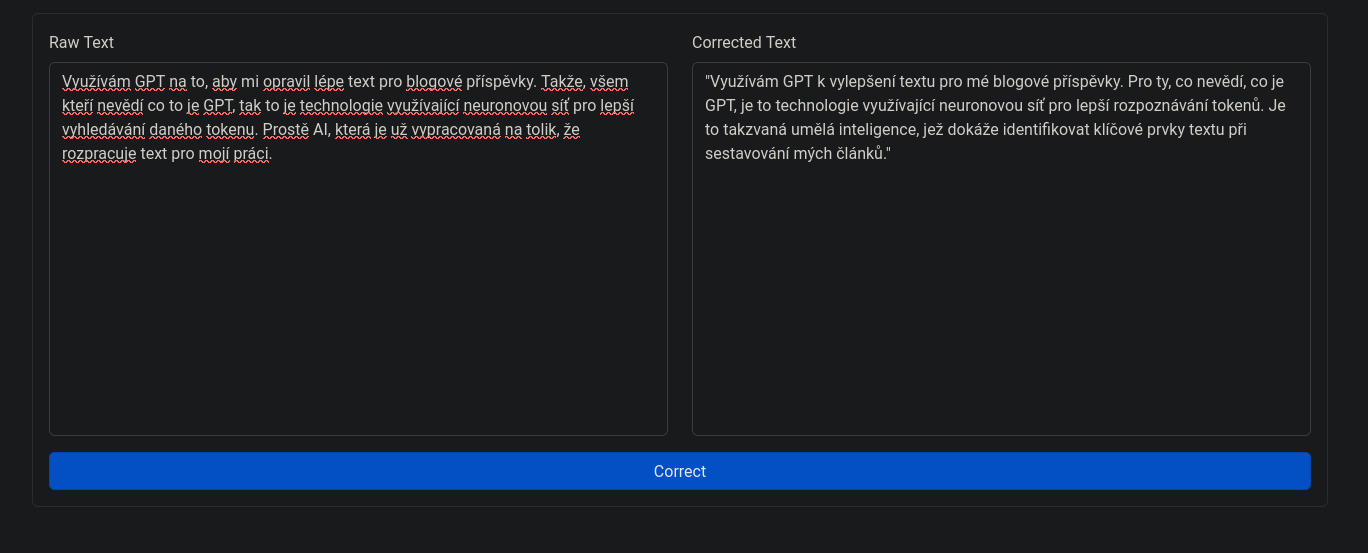 Raw Text
Využívám GPT na to, aby mi opravil lépe text pro blogové příspěvky. Takže, všem
kteří nevědí co to je GPT, tak to je technologie využívající neuronovou síť pro lepší
vyhledávání daného tokenu. Prostě AI, která je už vypracovaná na tolik, že
rozpracuje text pro mojí práci.
Corrected Text
"Využívám GPT k vylepšení textu pro mé blogové příspěvky. Pro ty, co nevědí, co je
GPT, je to technologie využívající neuronovou síť pro lepší rozpoznávání tokenů. Je
to takzvaná umělá inteligence, jež dokáže identifikovat klíčové prvky textu při
sestavování mých článků."
Correct